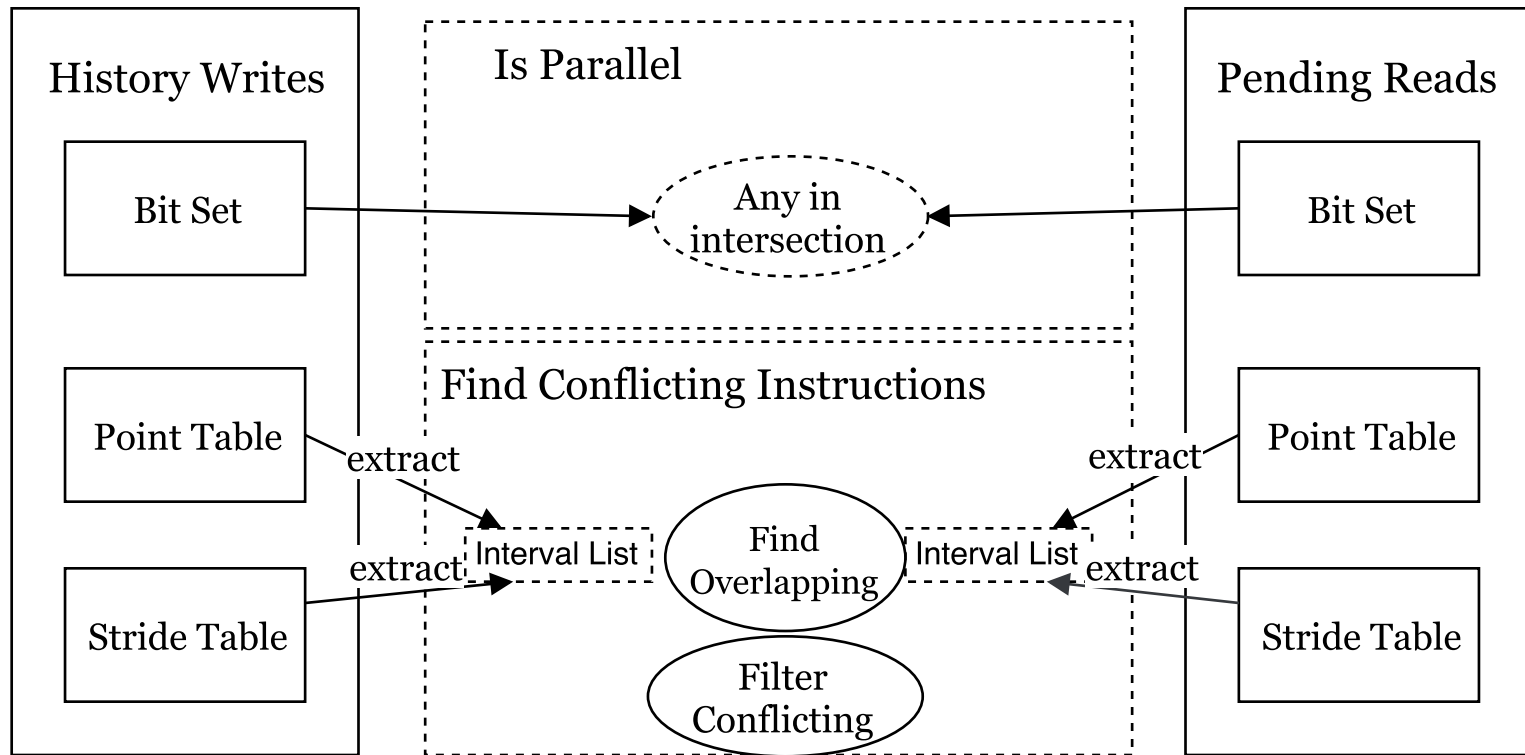 History Writes
Bit Set
Point Table
Stride Table
Is Parallel
Any in
intersection
Find Conflicting Instructions
extract
extract
Interval List
Find
Overlapping
Interval List
extract
extract
Filter
Conflicting
Pending Reads
Bit Set
Point Table
Stride Table